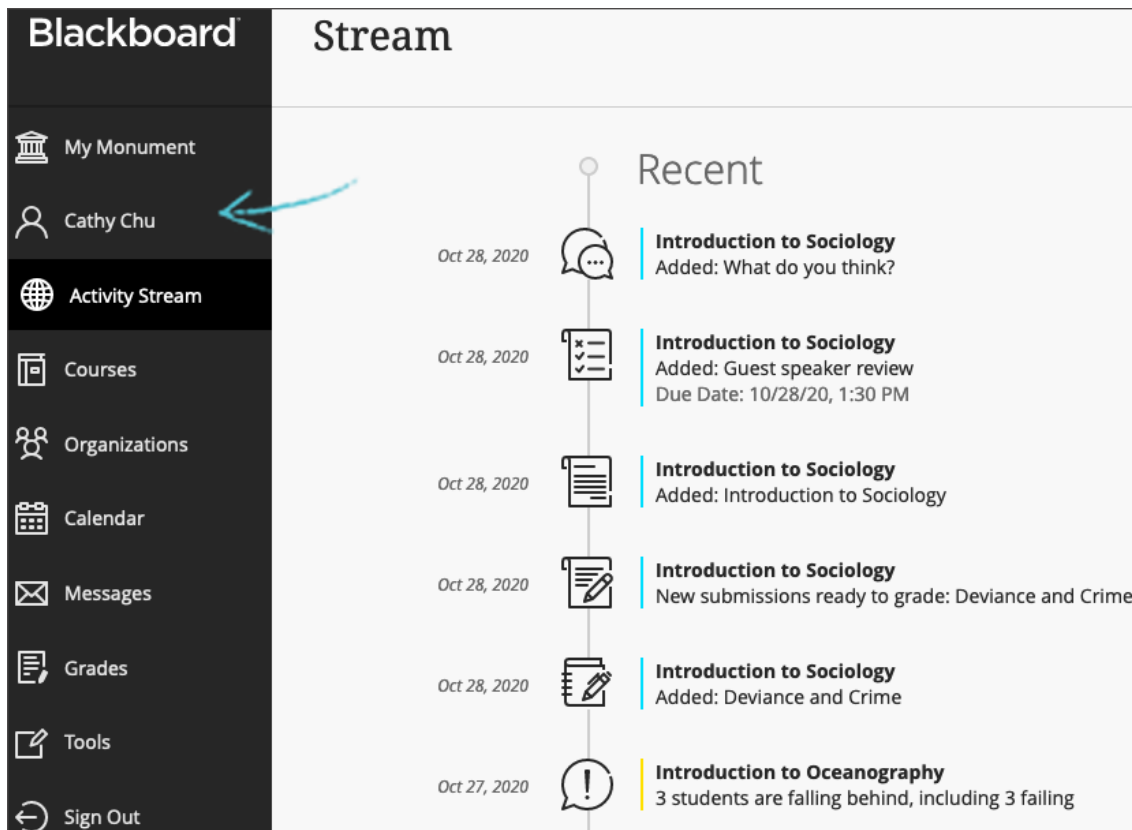 Blackboard
Stream
My Monument
Cathy Chu
Activity Stream
Courses
Organizations
Calendar
Messages
Grades
Tools
Sign Out
Recent
Oct 28, 2020
Introduction to Sociology
Added: What do you think?
Oct 28, 2020
Introduction to Sociology
Added: Guest speaker review
Due Date: 10/28/20, 1:30 PM
Oct 28, 2020
Introduction to Sociology
Added: Introduction to Sociology
Oct 28, 2020
Introduction to Sociology
New submissions ready to grade: Deviance and Crime
Oct 28, 2020
Introduction to Sociology
Added: Deviance and Crime
Oct 27, 2020
Introduction to Oceanography
3 students are falling behind, including 3 failing